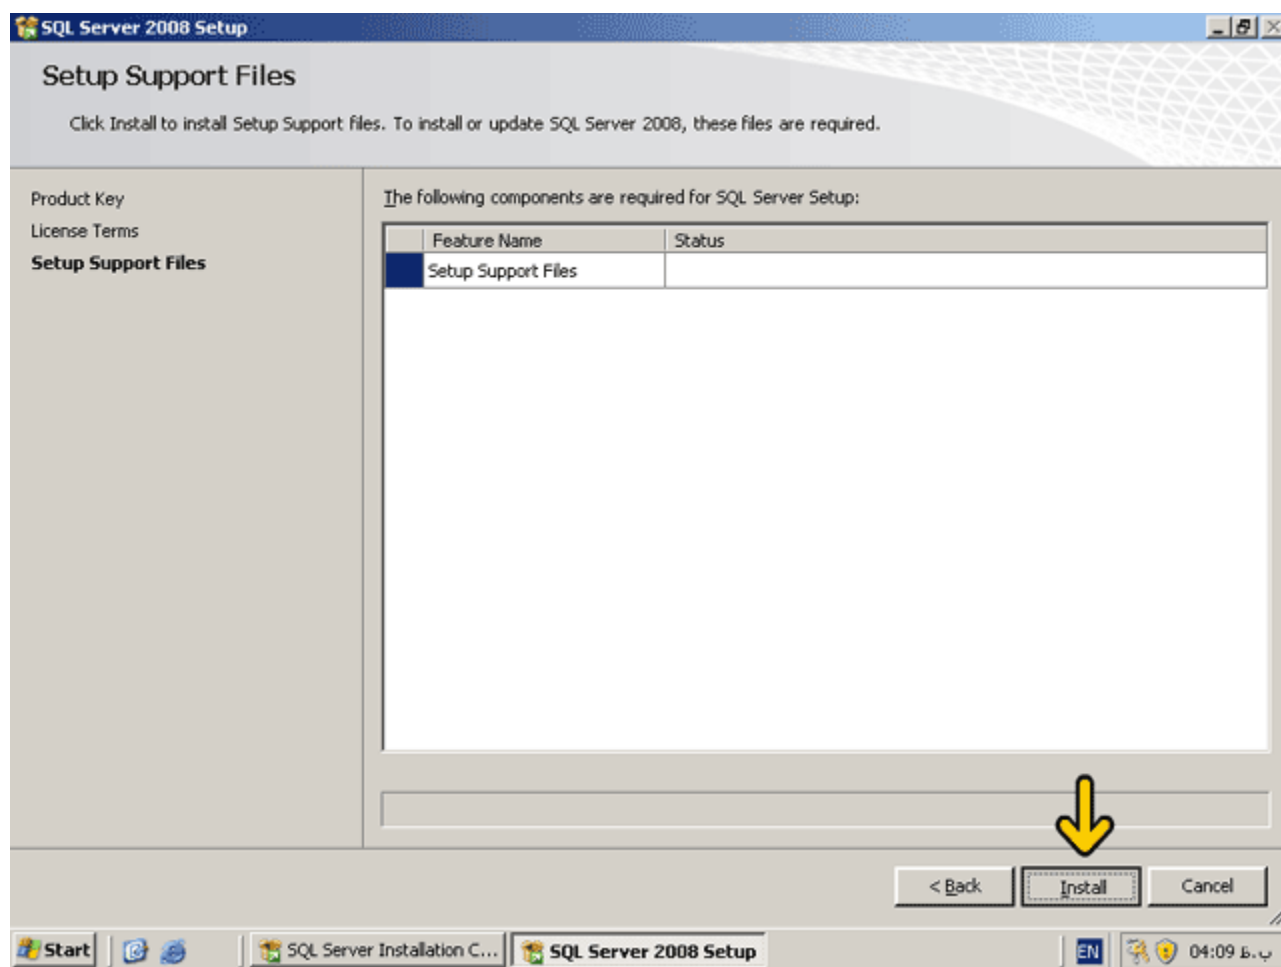 SQL Server 2008 Setup
Setup Support Files
Click Install to install Setup Support files. To install or update SQL Server 2008, these files are required.
Product Key
License Terms
Setup Support Files
The following components are required for SQL Server Setup:
Feature Name Status
Setup Support Files
< Back Install Cancel
Start SQL Server Installation C... SQL Server 2008 Setup EN 04:09 ب.ظ